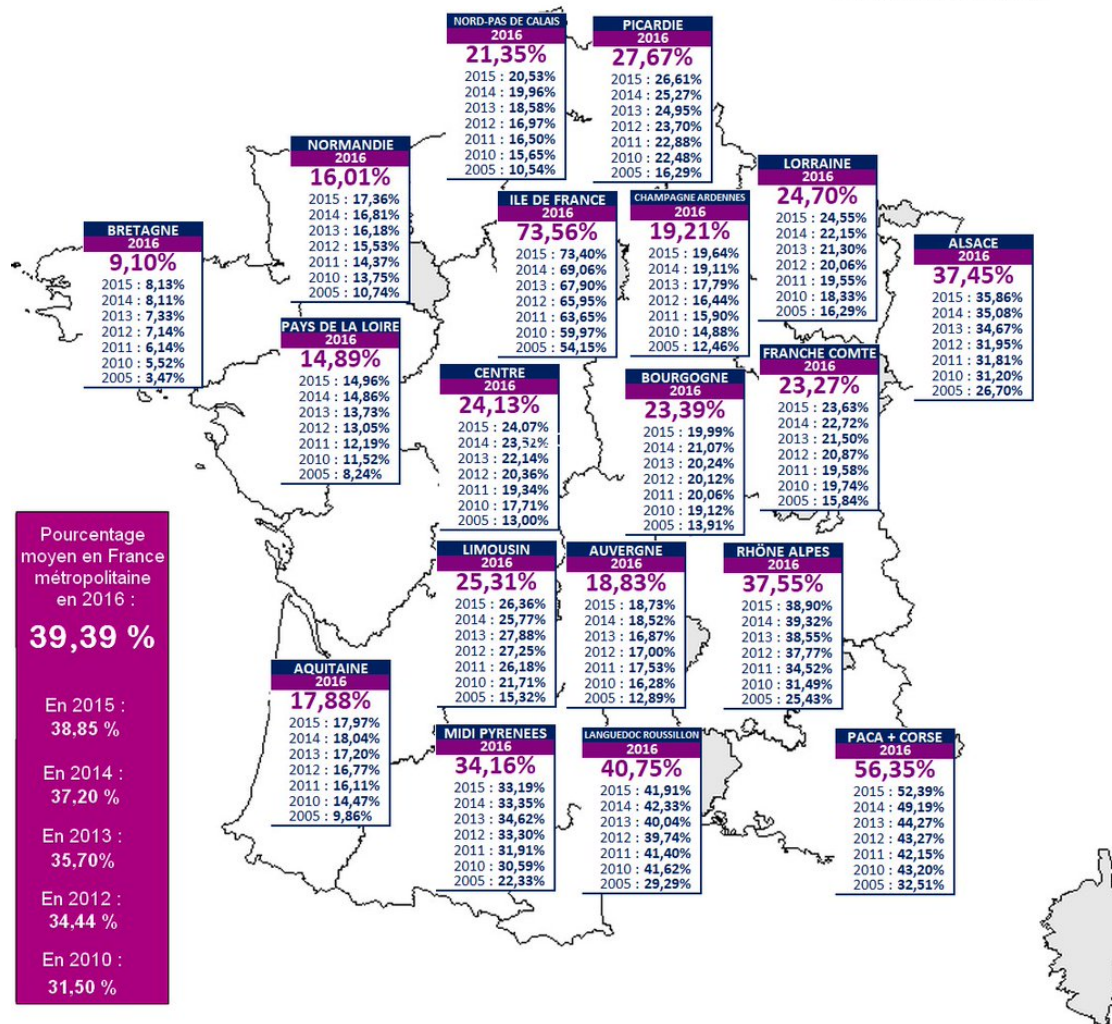 NORD-PAS DE CALAIS
2016
21,35%
2015 : 20,53%
2014 : 19,96%
2013 : 18,58%
2012 : 16,97%
2011 : 16,50%
2010 : 15,65%
2005 : 10,54%
PICARDIE
2016
27,67%
2015 : 26,61%
2014 : 25,27%
2013 : 24,95%
2012 : 23,70%
2011 : 22,88%
2010 : 22,48%
2005 : 16,29%
NORMANDIE
2016
16,01%
2015 : 17,36%
2014 : 16,81%
2013 : 16,18%
2012 : 15,53%
2011 : 14,37%
2010 : 13,75%
2005 : 10,74%
ILE DE FRANCE
2016
73,56%
2015 : 73,40%
2014 : 69,06%
2013 : 67,90%
2012 : 65,95%
2011 : 63,65%
2010 : 59,97%
2005 : 54,15%
CHAMPAGNE ARDENNES
2016
19,21%
2015 : 19,64%
2014 : 19,11%
2013 : 17,79%
2012 : 16,44%
2011 : 15,90%
2010 : 14,88%
2005 : 12,46%
LORRAINE
2016
24,70%
2015 : 24,55%
2014 : 22,15%
2013 : 21,30%
2012 : 20,06%
2011 : 19,55%
2010 : 18,33%
2005 : 16,29%
ALSACE
2016
37,45%
2015 : 35,86%
2014 : 35,08%
2013 : 34,67%
2012 : 31,95%
2011 : 31,81%
2010 : 31,20%
2005 : 26,70%
BRETAGNE
2016
9,10%
2015 : 8,13%
2014 : 8,11%
2013 : 7,33%
2012 : 7,14%
2011 : 6,14%
2010 : 5,52%
2005 : 3,47%
PAYS DE LA LOIRE
2016
14,89%
2015 : 14,96%
2014 : 14,86%
2013 : 13,73%
2012 : 13,05%
2011 : 12,19%
2010 : 11,52%
2005 : 8,24%
CENTRE
2016
24,13%
2015 : 24,07%
2014 : 23,32%
2013 : 22,14%
2012 : 20,36%
2011 : 19,34%
2010 : 17,71%
2005 : 13,00%
BOURGOGNE
2016
23,39%
2015 : 19,99%
2014 : 21,07%
2013 : 20,24%
2012 : 20,12%
2011 : 20,06%
2010 : 19,12%
2005 : 13,91%
FRANCHE COMTE
2016
23,27%
2015 : 23,63%
2014 : 22,72%
2013 : 21,50%
2012 : 20,87%
2011 : 19,58%
2010 : 19,74%
2005 : 15,84%
Pourcentage
moyen en France
métropolitaine
en 2016 :
39,39 %
En 2015 :
38,85 %
En 2014 :
37,20 %
En 2013 :
35,70%
En 2012 :
34,44 %
En 2010 :
31,50 %
LIMOUSIN
2016
25,31%
2015 : 26,36%
2014 : 25,77%
2013 : 27,88%
2012 : 27,25%
2011 : 26,18%
2010 : 21,71%
2005 : 15,32%
AUVERGNE
2016
18,83%
2015 : 18,73%
2014 : 18,52%
2013 : 16,87%
2012 : 17,00%
2011 : 17,53%
2010 : 16,28%
2005 : 12,89%
RHÖNE ALPES
2016
37,55%
2015 : 38,90%
2014 : 39,32%
2013 : 38,55%
2012 : 37,77%
2011 : 34,52%
2010 : 31,49%
2005 : 25,43%
AQUITAINE
2016
17,88%
2015 : 17,97%
2014 : 18,04%
2013 : 17,20%
2012 : 16,77%
2011 : 16,11%
2010 : 14,47%
2005 : 9,86%
MIDI PYRENEES
2016
34,16%
2015 : 33,19%
2014 : 33,35%
2013 : 34,62%
2012 : 33,30%
2011 : 31,91%
2010 : 30,59%
2005 : 22,33%
LANGUEDOC ROUSSILLON
2016
40,75%
2015 : 41,91%
2014 : 42,33%
2013 : 40,04%
2012 : 39,74%
2011 : 41,40%
2010 : 41,62%
2005 : 29,29%
PACA + CORSE
2016
56,35%
2015 : 52,39%
2014 : 49,19%
2013 : 44,27%
2012 : 43,27%
2011 : 42,15%
2010 : 43,20%
2005 : 32,51%